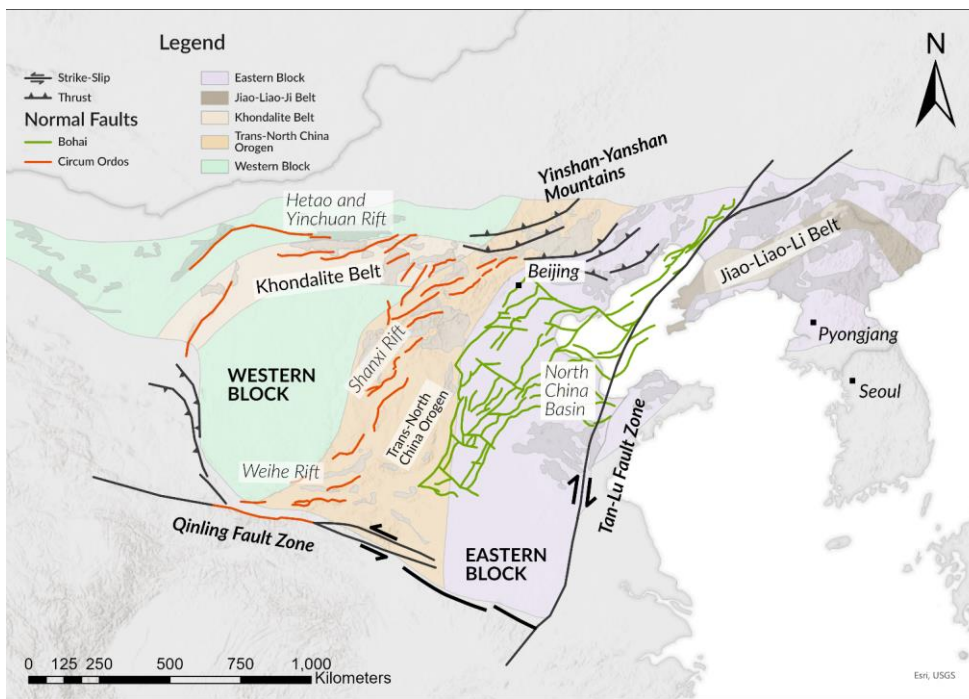 Legend
Strike-Slip
Thrust
Normal Faults
Bohai
Circum Ordos
Eastern Block
Jiao-Liao-Ji Belt
Khondalite Belt
Trans-North China
Orogen
Western Block
N
Yinshan-Yanshan
Mountains
Hetao and
Yinchuan Rift
Khondalite Belt
Beijing
Jiao-Liao-Li Belt
Pyongjang
Seoul
WESTERN
BLOCK
Shanxi Rift
Trans-North
China Orogen
North
China
Basin
Weihe Rift
Tan-Lu Fault Zone
Qinling Fault Zone
EASTERN
BLOCK
0 125 250 500 750 1,000
Kilometers
Esri, USGS